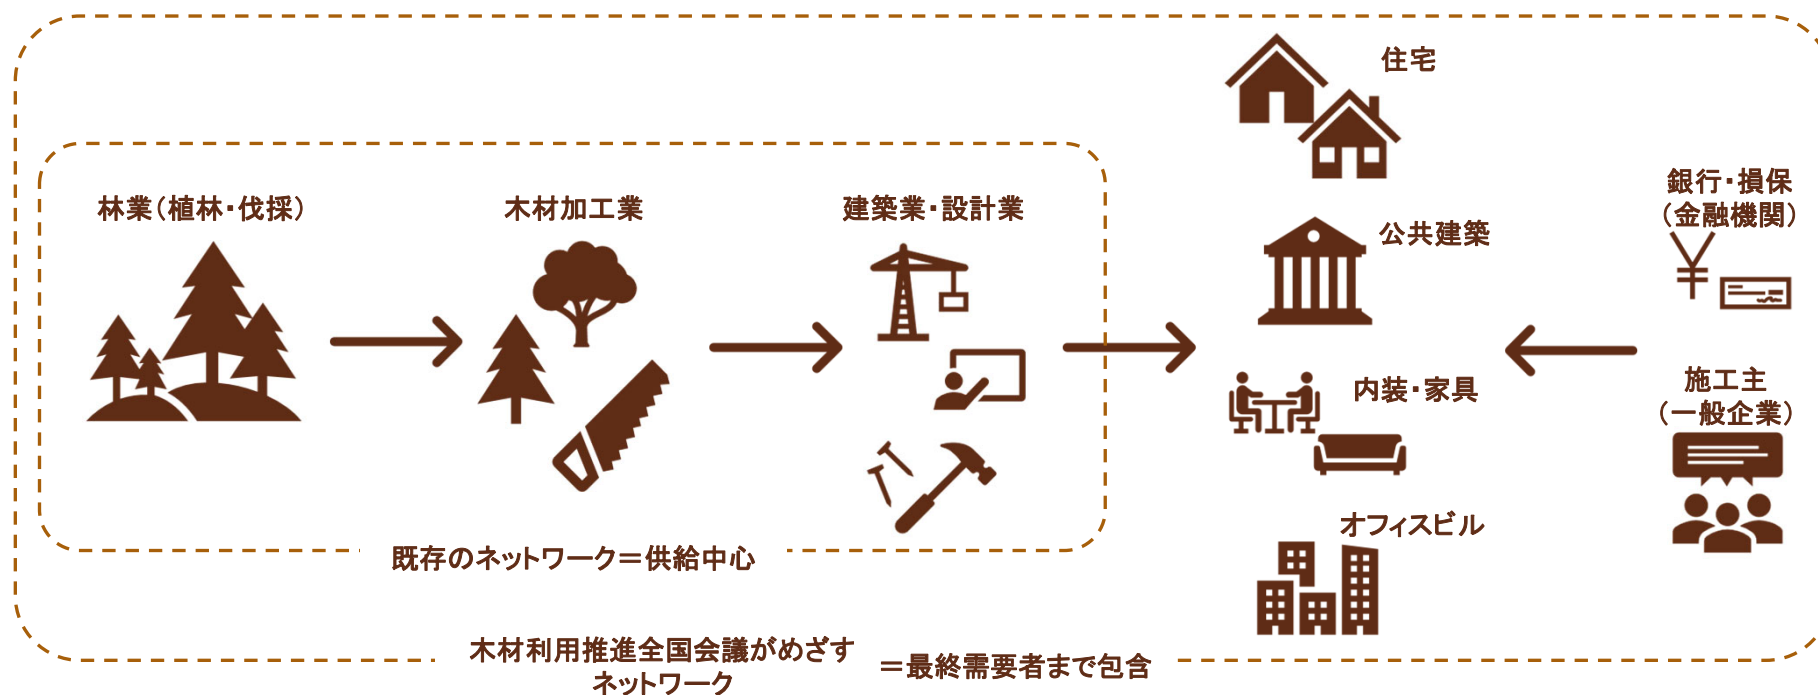 住宅
銀行・損保
（金融機関）
林業（植林・伐採）
木材加工業
建築業・設計業
公共建築
施工主
（一般企業）
内装・家具
オフィスビル
既存のネットワーク＝供給中心
木材利用推進全国会議がめざす
ネットワーク
＝最終需要者まで包含